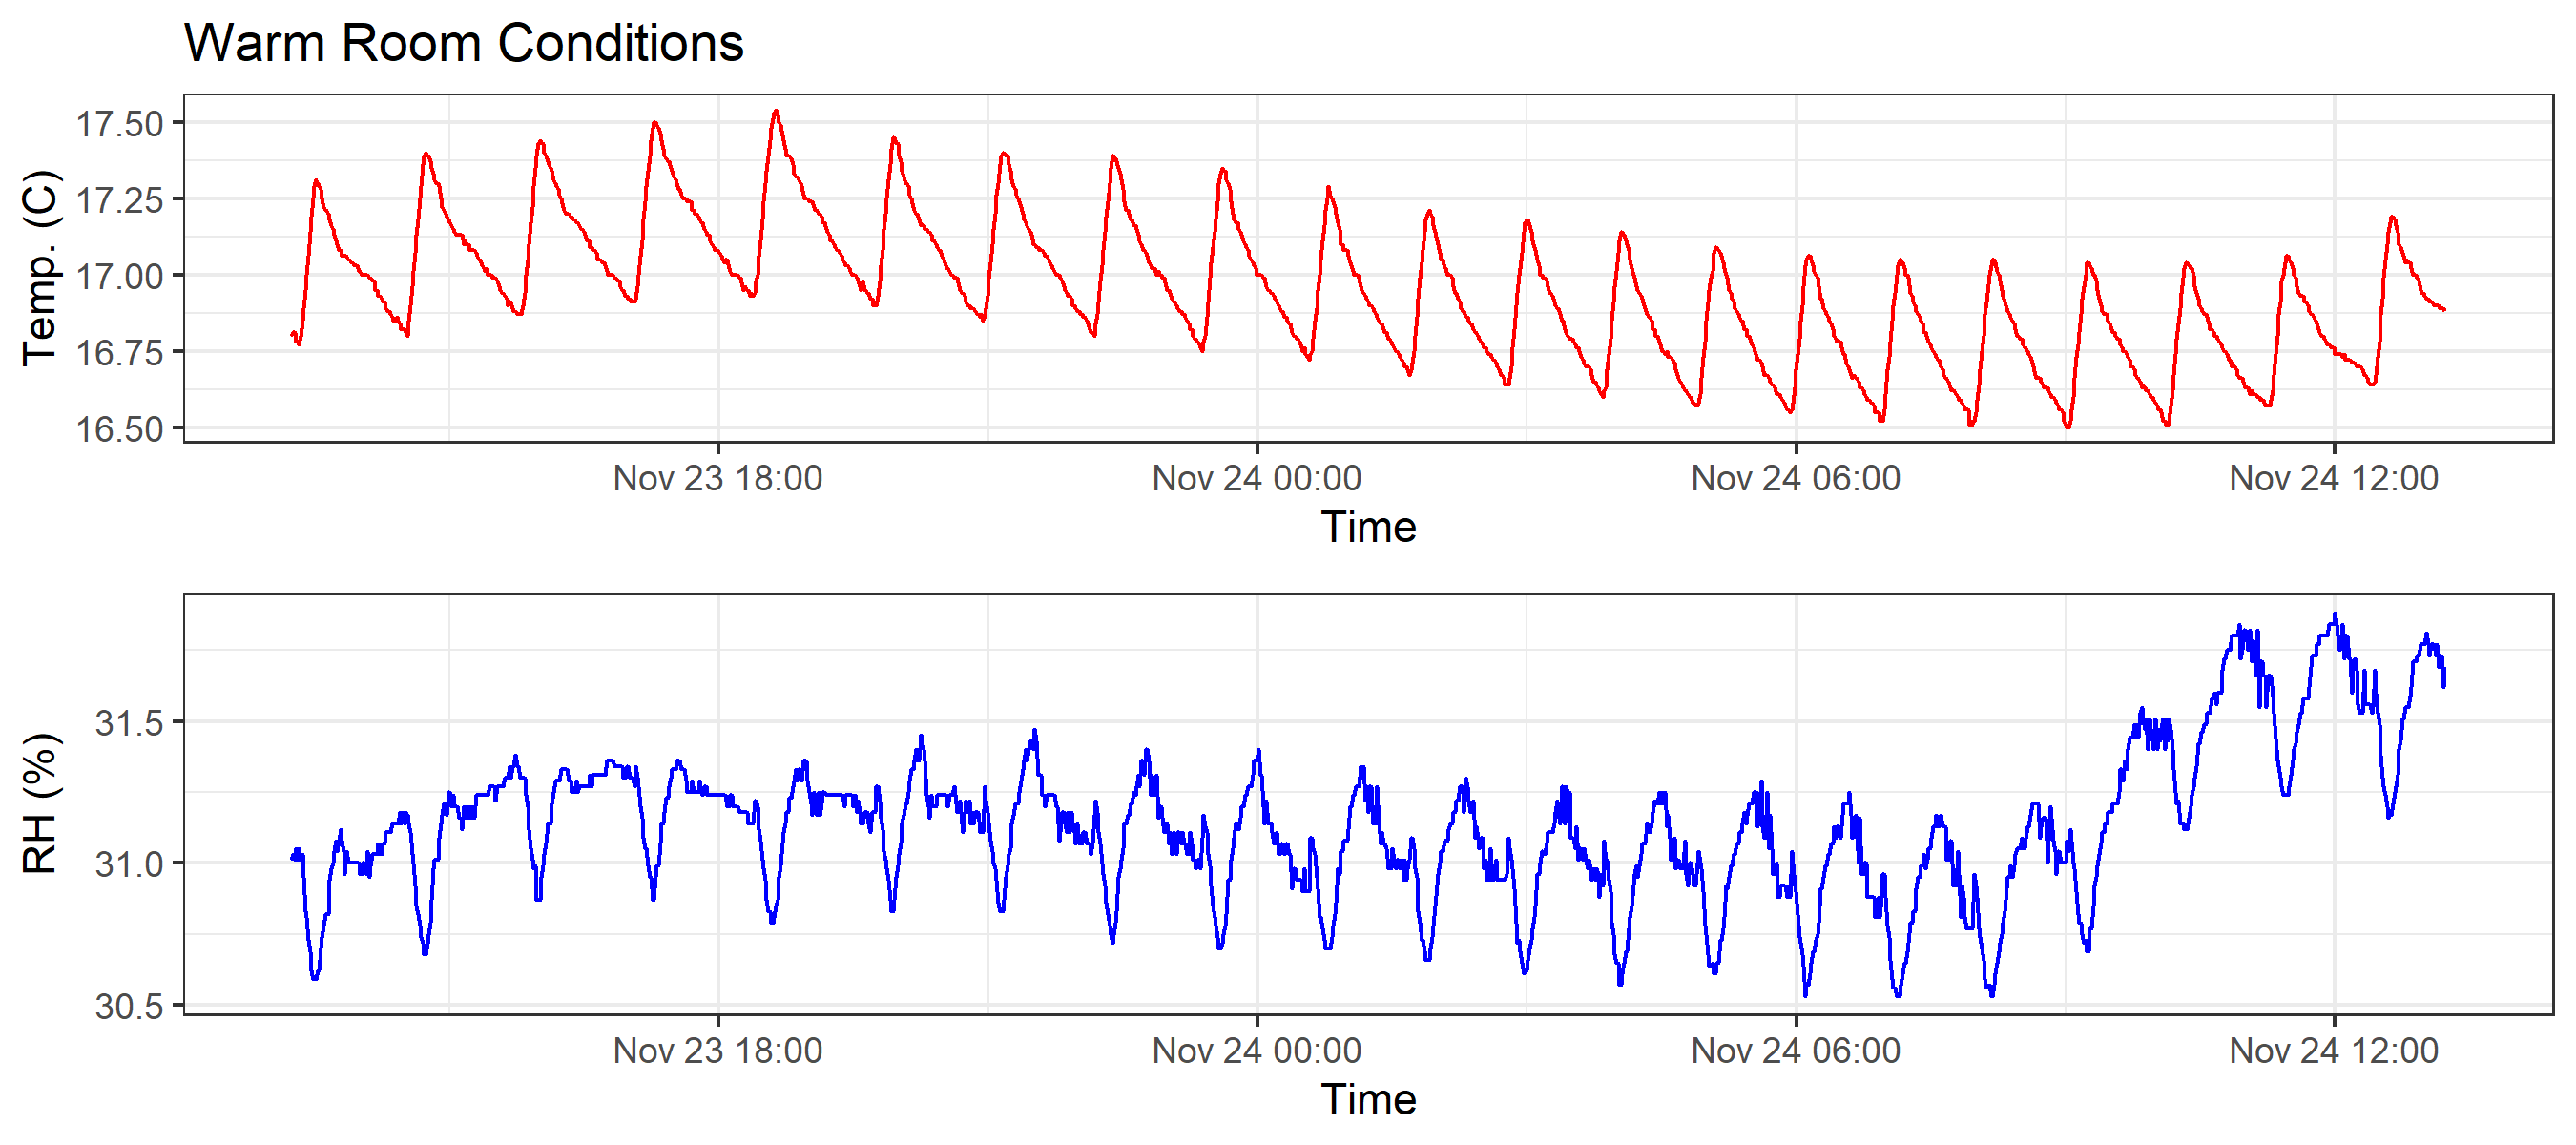 Warm Room Conditions
Temp. (C)
17.50
17.25
17.00
16.75
16.50
Nov 23 18:00 Nov 24 00:00 Nov 24 06:00 Nov 24 12:00
Time
RH (%)
31.5
31.0
30.5
Nov 23 18:00 Nov 24 00:00 Nov 24 06:00 Nov 24 12:00
Time